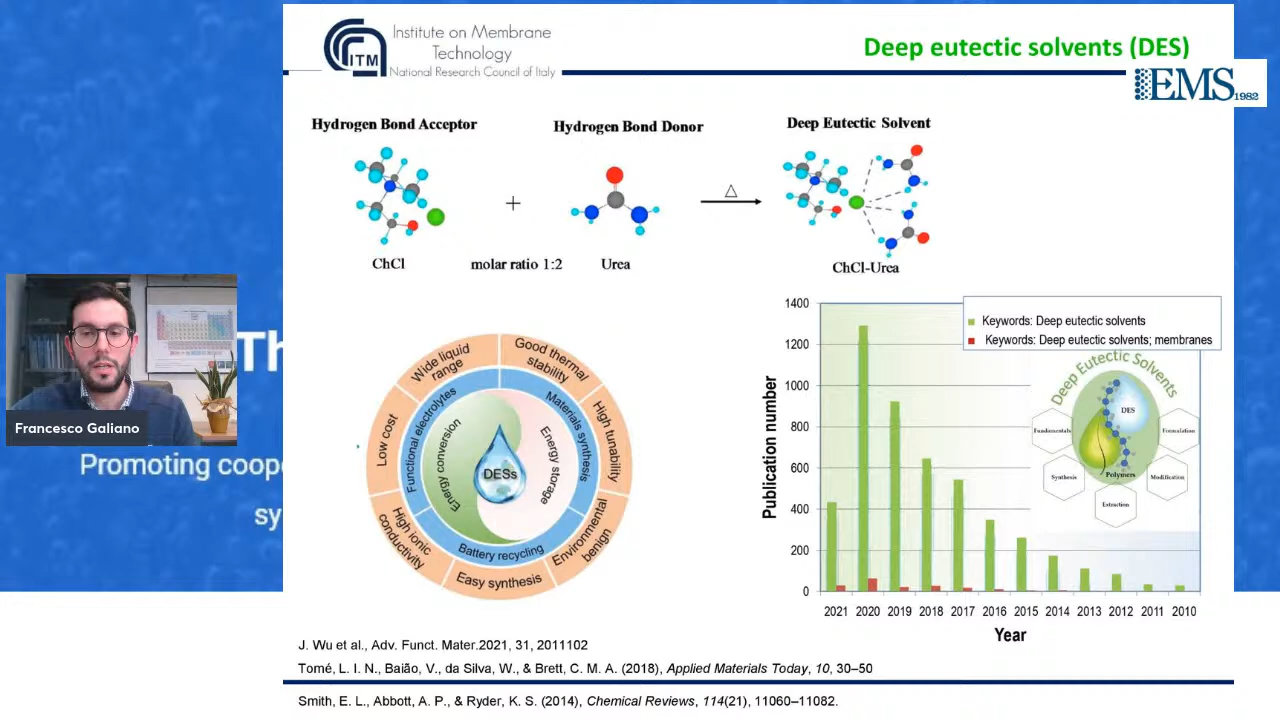 Institute on Membrane
Technology
National Research Council of Italy
ITM
Deep eutectic solvents (DES)
EMS 1982
Hydrogen Bond Acceptor
Hydrogen Bond Donor
Deep Eutectic Solvent
+
△
ChCl
molar ratio 1:2
Urea
ChCl-Urea
Th
Promoting coope
sy
Francesco Galiano
Wide liquid range
Good thermal stability
High tunability
Environmental benign
Easy synthesis
High ionic conductivity
Low cost
Functional electrolytes
Materials synthesis
Battery recycling
Energy conversion
Energy storage
DESs
Keywords: Deep eutectic solvents
Keywords: Deep eutectic solvents; membranes
Publication number
1400
1200
1000
800
600
400
200
0
2021 2020 2019 2018 2017 2016 2015 2014 2013 2012 2011 2010
Year
Deep Eutectic Solvents
DES
Polymers
Fundamentals
Formulation
Synthesis
Modification
Extraction
J. Wu et al., Adv. Funct. Mater.2021, 31, 2011102
Tomé, L. I. N., Baião, V., da Silva, W., & Brett, C. M. A. (2018), Applied Materials Today, 10, 30–50
Smith, E. L., Abbott, A. P., & Ryder, K. S. (2014), Chemical Reviews, 114(21), 11060–11082.